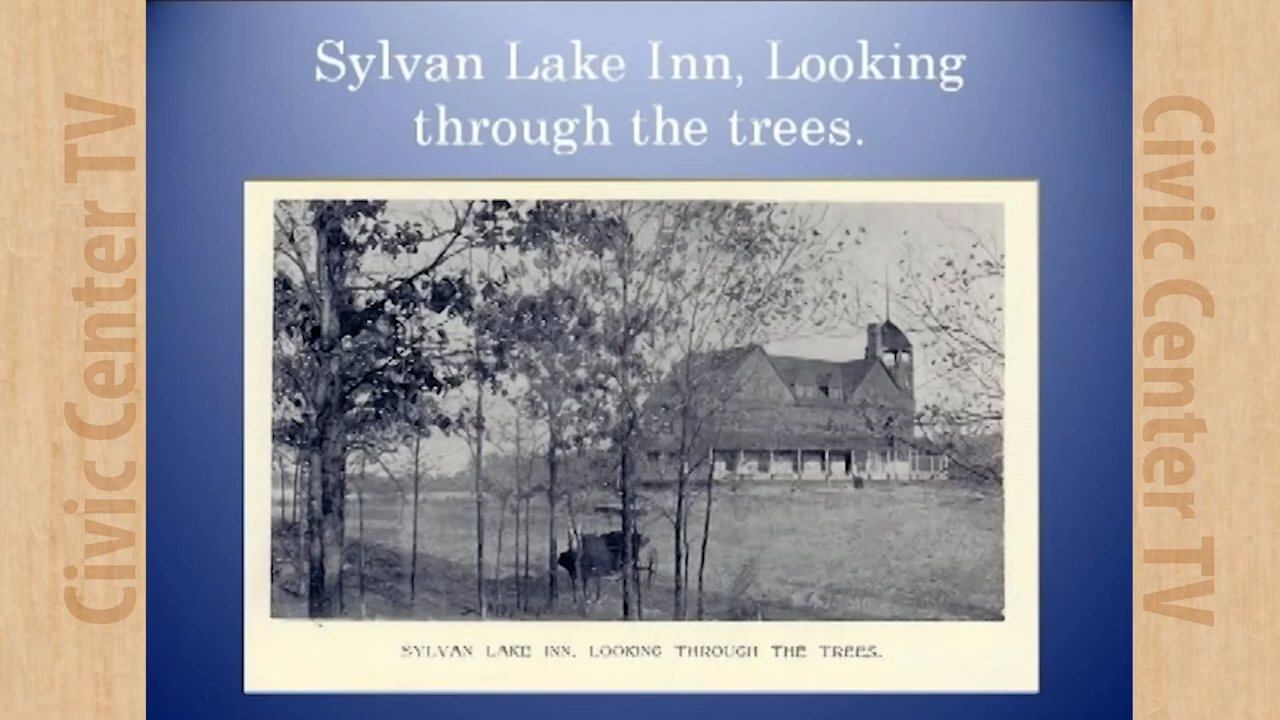 Sylvan Lake Inn, Looking
through the trees.
SYLVAN LAKE INN, LOOKING THROUGH THE TREES.
Civic Center TV
Civic Center TV